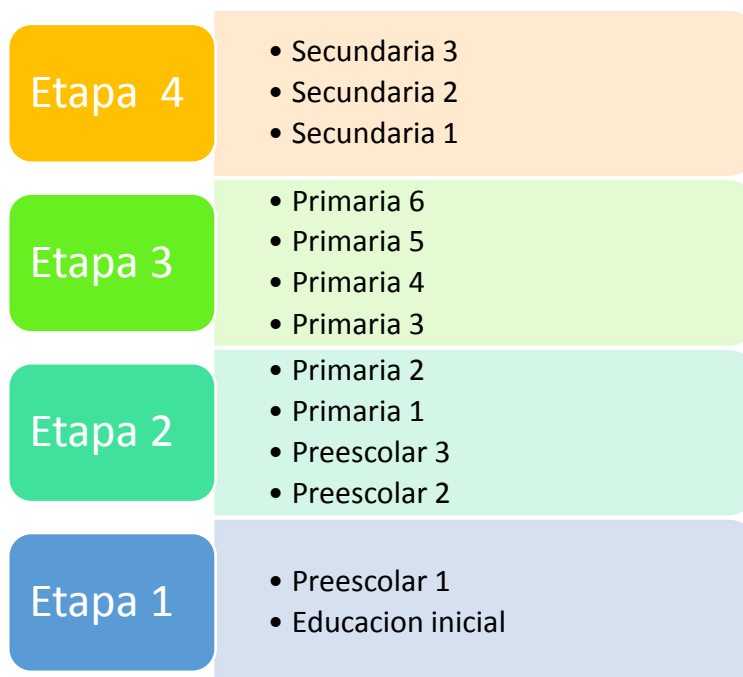 Etapa 4
• Secundaria 3
• Secundaria 2
• Secundaria 1
Etapa 3
• Primaria 6
• Primaria 5
• Primaria 4
• Primaria 3
Etapa 2
• Primaria 2
• Primaria 1
• Preescolar 3
• Preescolar 2
Etapa 1
• Preescolar 1
• Educacion inicial